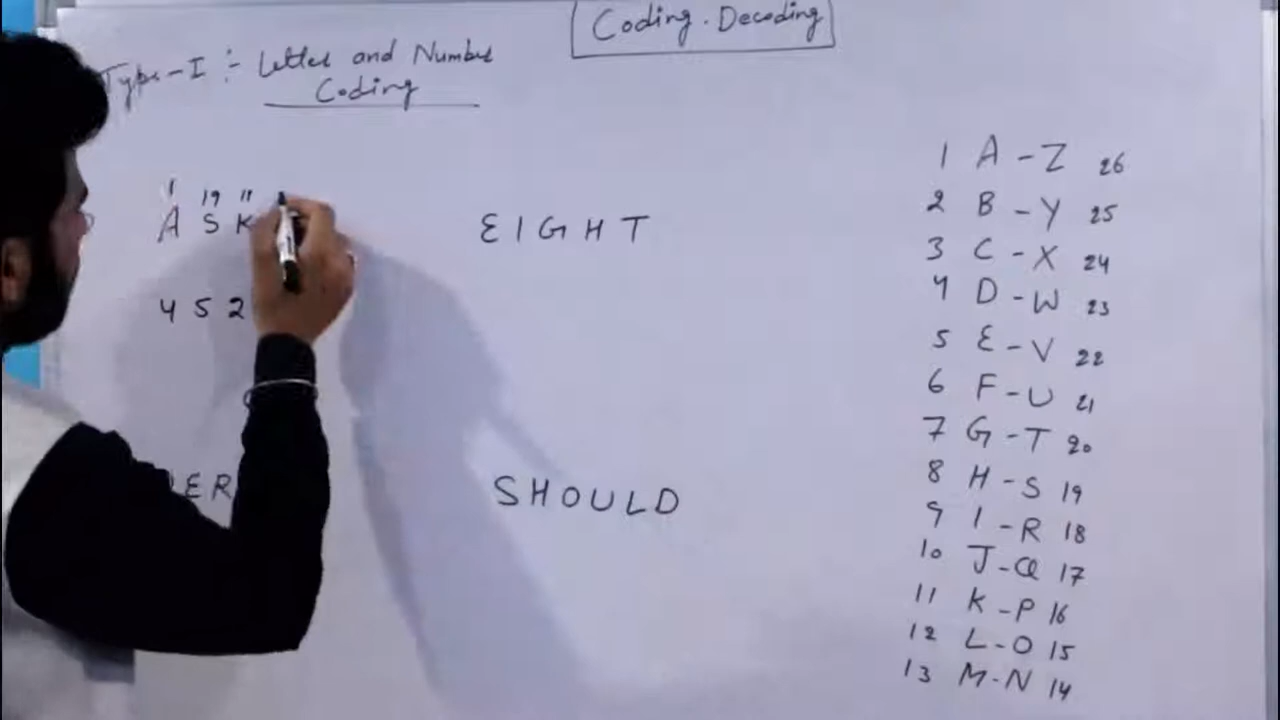 Coding. Decoding
Type-I :- Letter and Number
Coding
1 19 11
A S K
4 5 2
ER
E I G H T
S H O U L D
1 A - Z 26
2 B - Y 25
3 C - X 24
4 D - W 23
5 E - V 22
6 F - U 21
7 G - T 20
8 H - S 19
9 I - R 18
10 J - Q 17
11 K - P 16
12 L - O 15
13 M - N 14